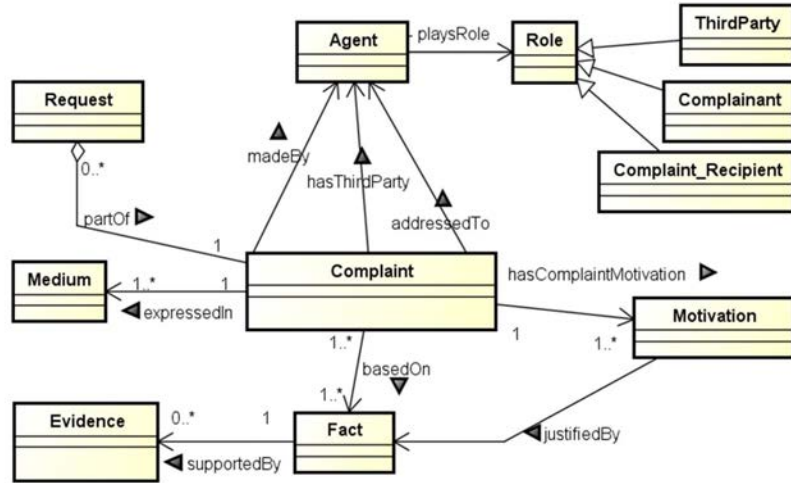 Agent
playsRole
Role
ThirdParty
Complainant
Complaint_Recipient
Request
0..*
partOf
1
madeBy
hasThirdParty
addressedTo
Medium
1..*
1
expressedIn
Complaint
hasComplaintMotivation
1
1..*
Motivation
1..*
basedOn
1..*
Evidence
0..*
1
supportedBy
Fact
justifiedBy